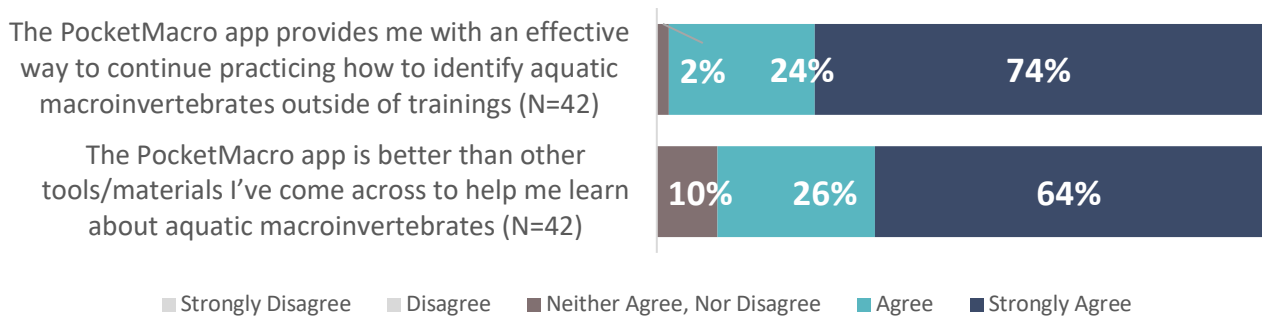 The PocketMacro app provides me with an effective
way to continue practicing how to identify aquatic
macroinvertebrates outside of trainings (N=42)
2% 24% 74%
The PocketMacro app is better than other
tools/materials I've come across to help me learn
about aquatic macroinvertebrates (N=42)
10% 26% 64%
Strongly Disagree Disagree Neither Agree, Nor Disagree Agree Strongly Agree